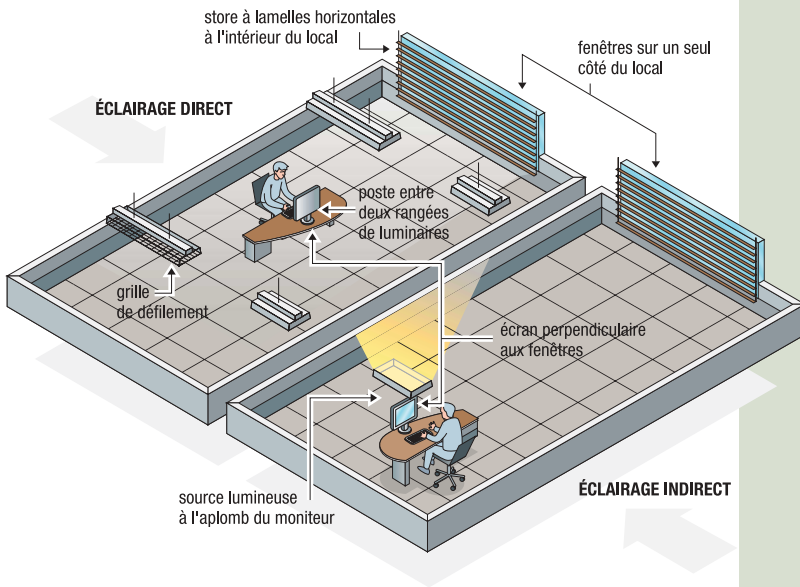 store à lamelles horizontales
à l'intérieur du local
fenêtres sur un seul
côté du local
ÉCLAIRAGE DIRECT
poste entre
deux rangées
de luminaires
grille
de défilement
écran perpendiculaire
aux fenêtres
source lumineuse
à l'aplomb du moniteur
ÉCLAIRAGE INDIRECT